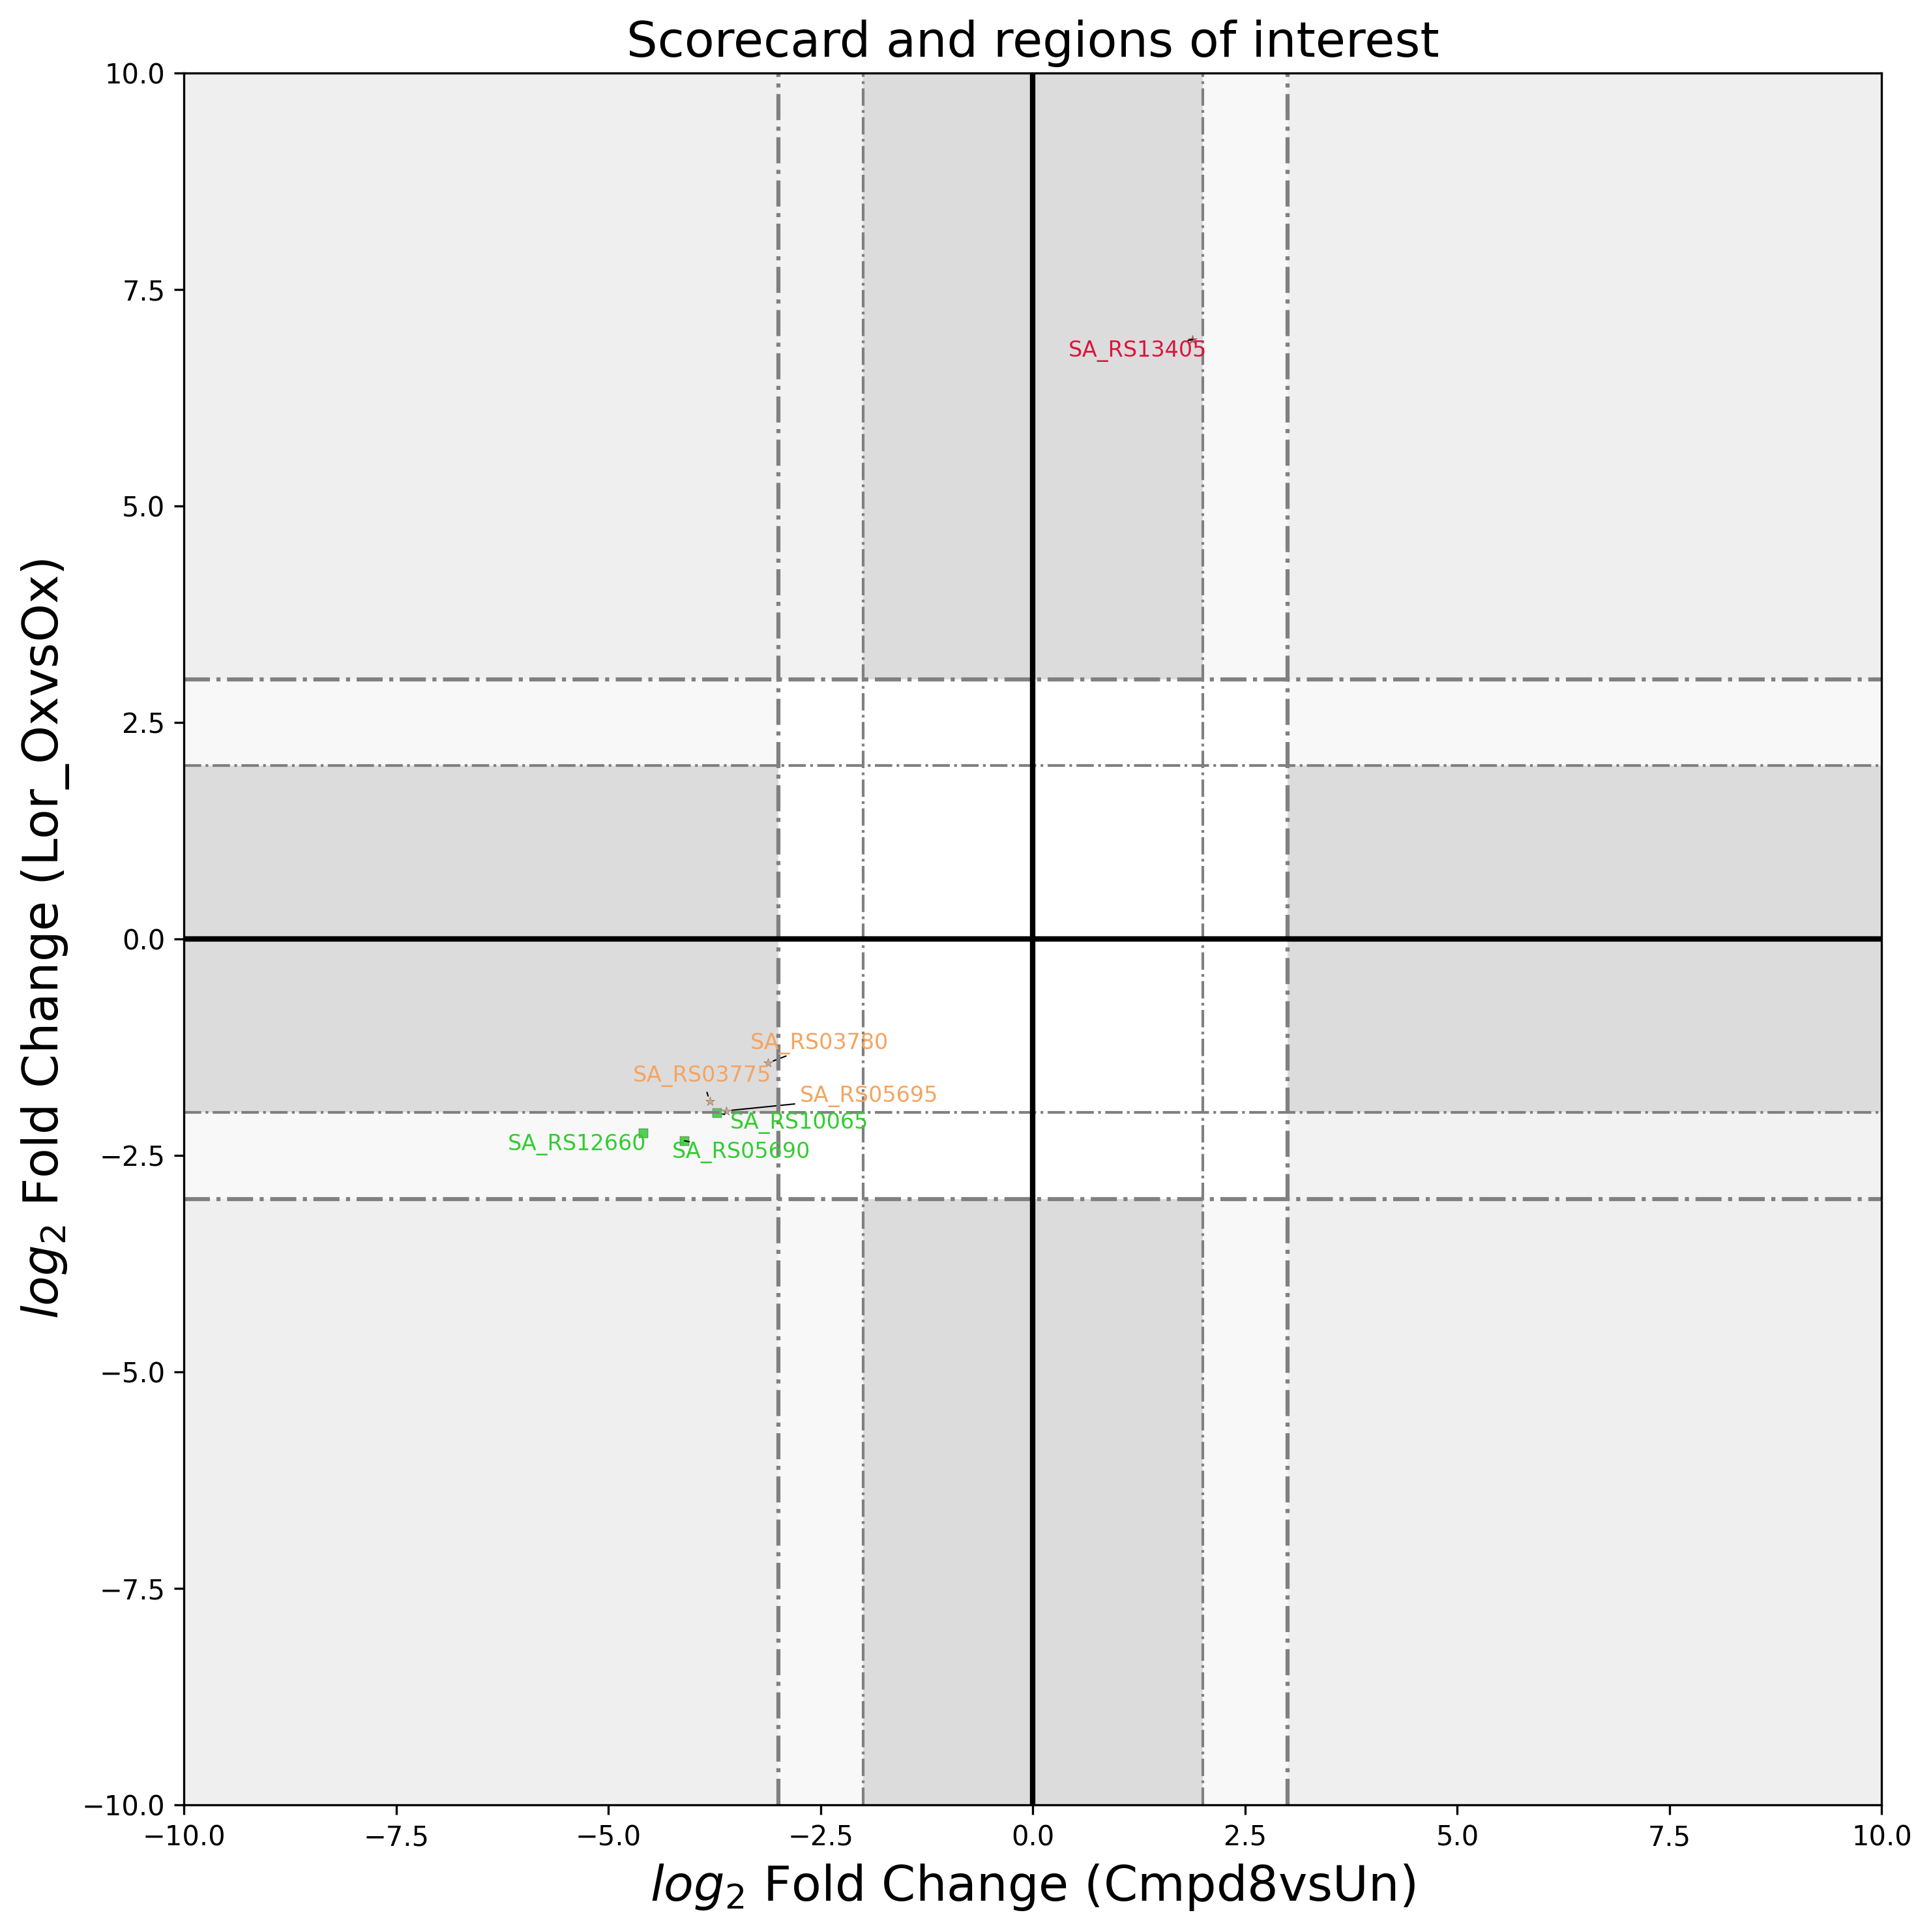 Scorecard and regions of interest
10.0
7.5
5.0
2.5
0.0
−2.5
−5.0
−7.5
−10.0
log2 Fold Change (Lor_OxvsOx)
SA_RS13405
SA_RS03780
SA_RS03775
SA_RS05695
SA_RS10065
SA_RS12660
SA_RS05690
−10.0 −7.5 −5.0 −2.5 0.0 2.5 5.0 7.5 10.0
log2 Fold Change (Cmpd8vsUn)